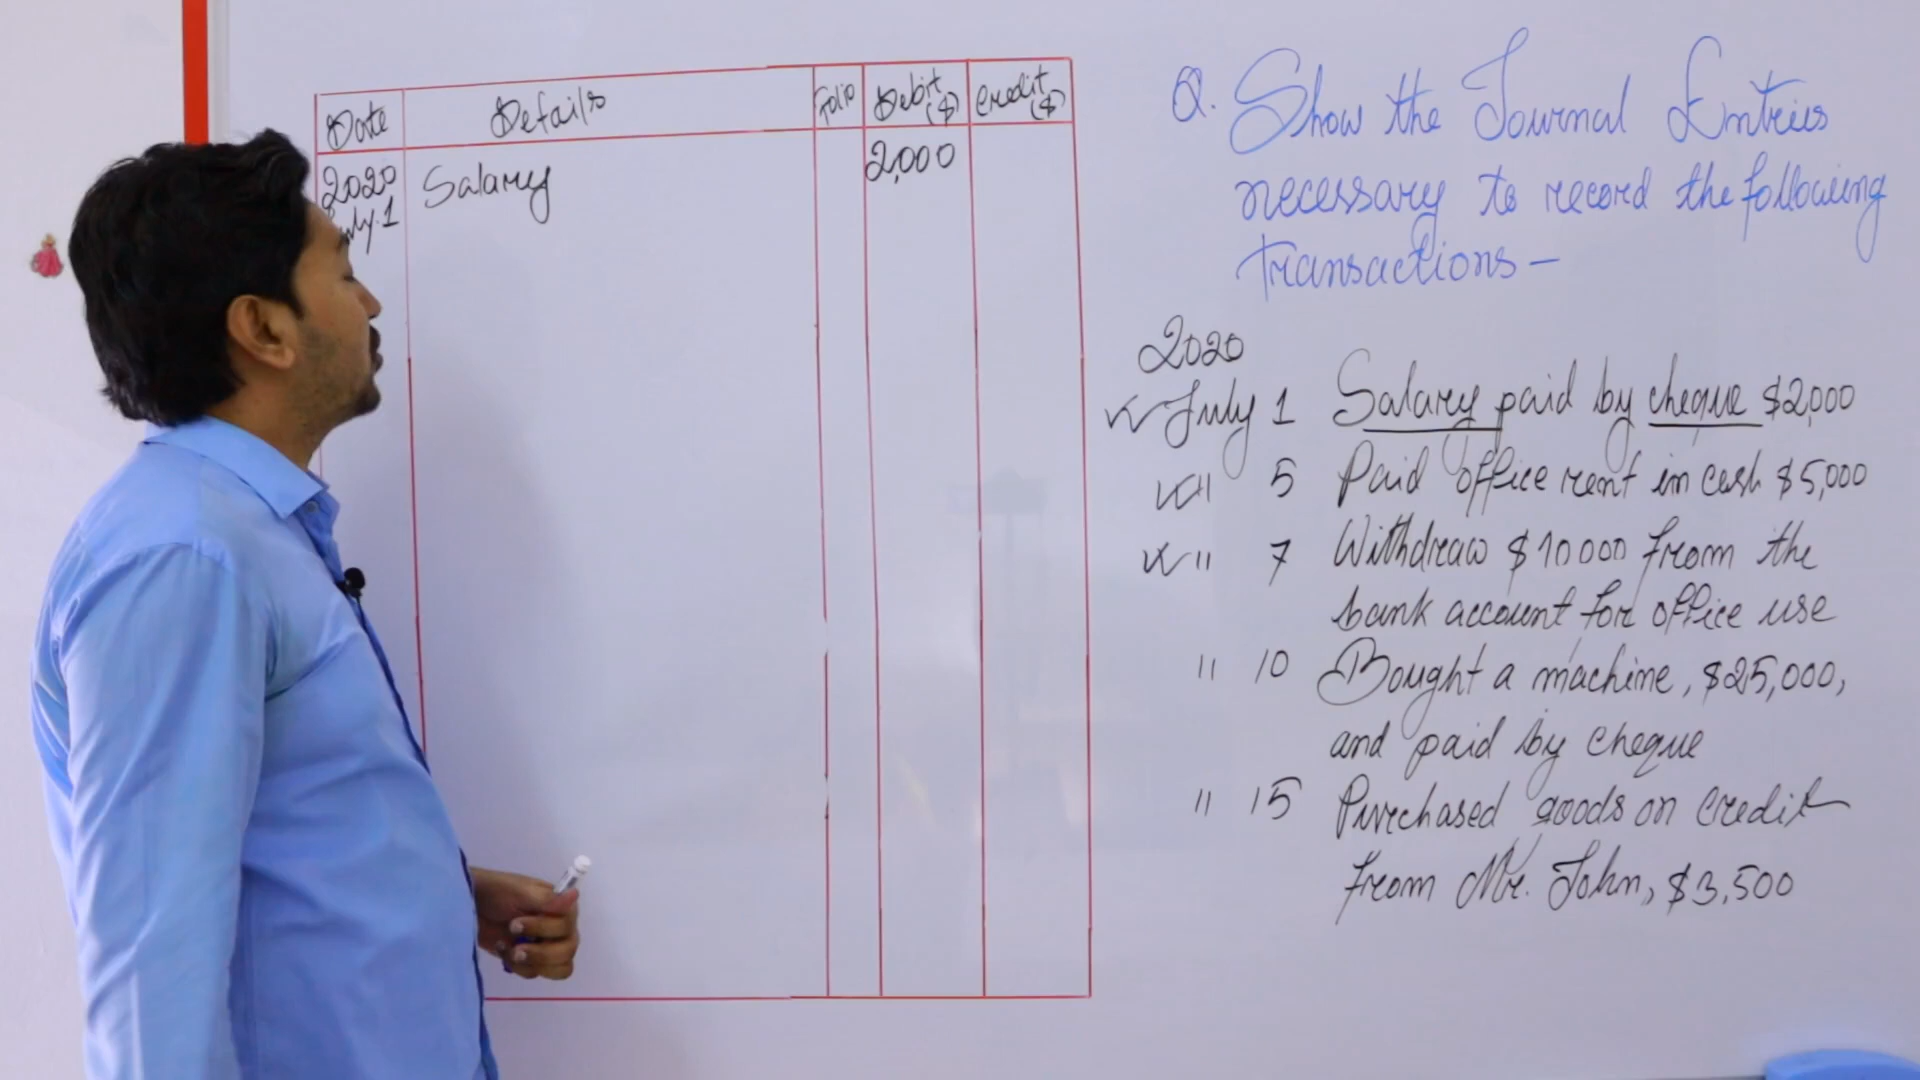 Date Details Folio Debit ($) Credit ($)
2020 Salary 2,000
July.1
Q. Show the Journal Entries
necessary to record the following
transactions –
2020
July 1 Salary paid by cheque $2,000
" 5 Paid office rent in cash $5,000
" 7 Withdraw $10000 from the
bank account for office use
" 10 Bought a machine, $25,000,
and paid by cheque
" 15 Purchased goods on credit
from Mr. John, $3,500